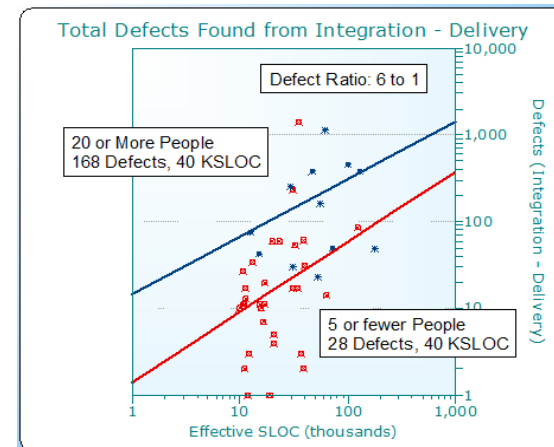 Total Defects Found from Integration - Delivery
10,000
Defect Ratio: 6 to 1
20 or More People
168 Defects, 40 KSLOC
1,000
100
10
5 or fewer People
28 Defects, 40 KSLOC
1
Defects (Integration - Delivery)
1
10
100
1,000
Effective SLOC (thousands)